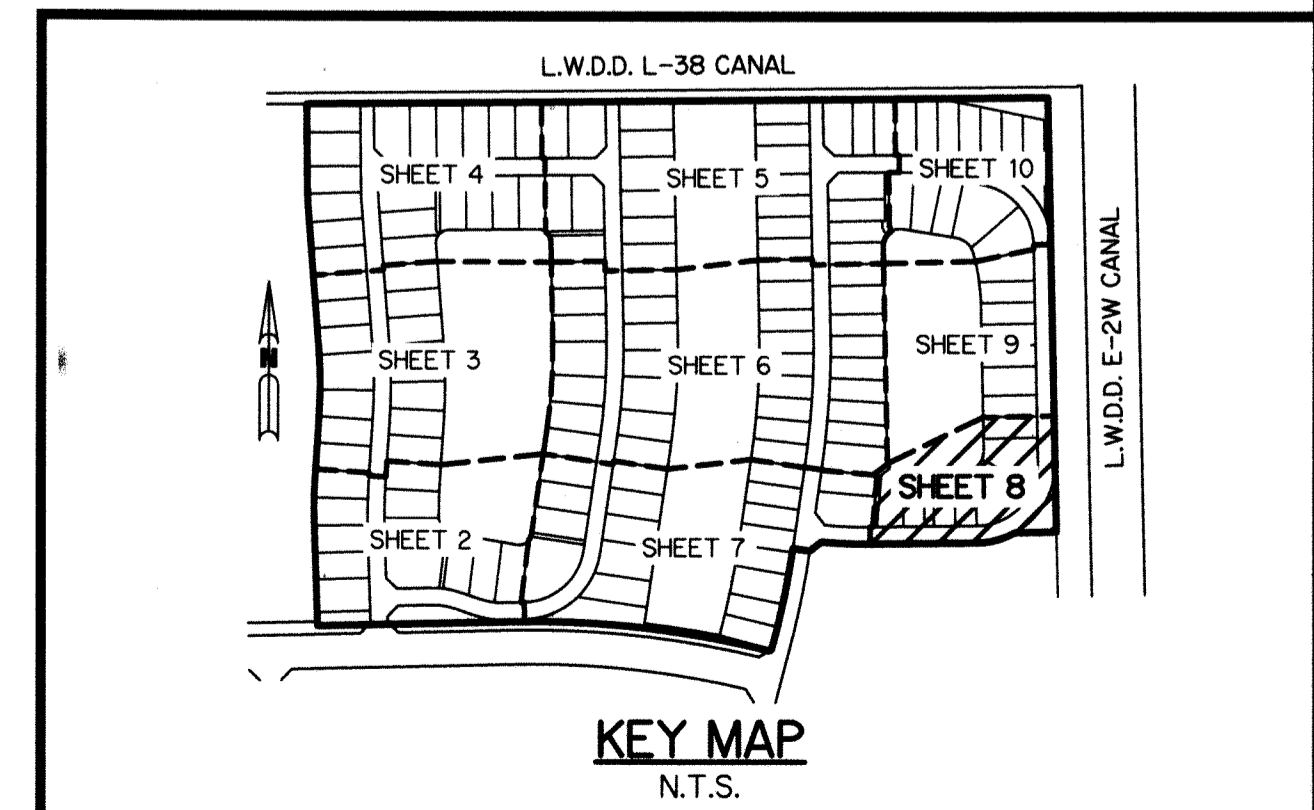 L.W.D.D. L-38 CANAL
SHEET 4
SHEET 5
SHEET 10
L.W.D.D. E-2W CANAL
N
SHEET 3
SHEET 6
SHEET 9
SHEET 8
SHEET 2
SHEET 7
KEY MAP
N.T.S.